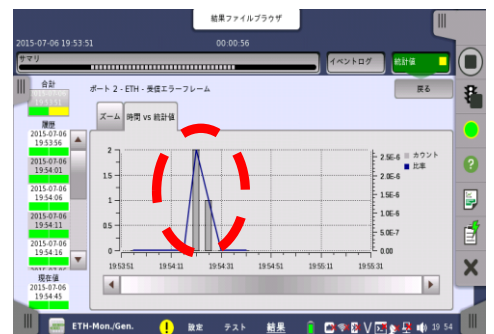 結果ファイルブラウザ
2015-07-06 19:53:51
00:00:56
サマリ
イベントログ
統計値
合計
ポート 2 - ETH - 受信エラーフレーム
戻る
ズーム
時間 vs 統計値
履歴
2015-07-06
19:53:56
2015-07-06
19:54:01
2015-07-06
19:54:06
2015-07-06
19:54:11
2015-07-06
19:54:16
現在値
2015-07-06
19:54:45
2
1.5
1
0.5
0
2.5E-6
2.0E-6
1.5E-6
1.0E-6
5.0E-7
0.00
カウント
比率
19:53:51
19:54:11
19:54:31
19:54:51
19:55:11
19:55:31
ETH-Mon./Gen.
設定
テスト
結果
19 54